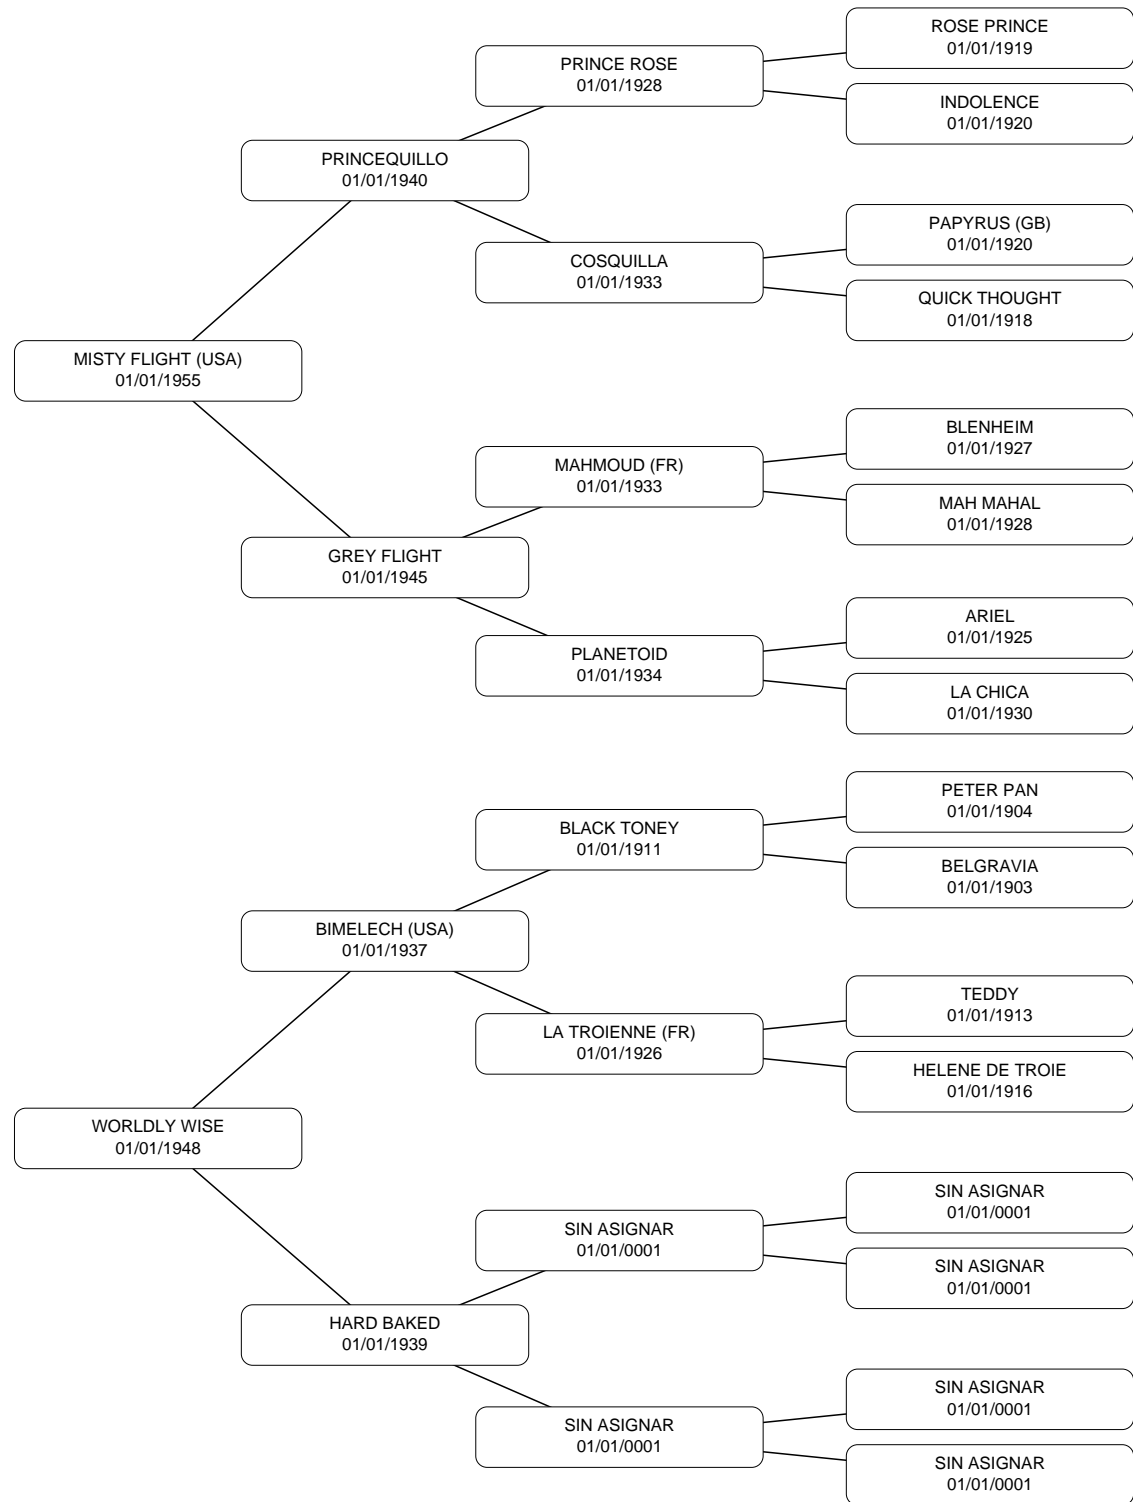 ROSE PRINCE
01/01/1919
PRINCE ROSE
01/01/1928
INDOLENCE
01/01/1920
PRINCEQUILLO
01/01/1940
PAPYRUS (GB)
01/01/1920
COSQUILLA
01/01/1933
QUICK THOUGHT
01/01/1918
MISTY FLIGHT (USA)
01/01/1955
BLENHEIM
01/01/1927
MAHMOUD (FR)
01/01/1933
MAH MAHAL
01/01/1928
GREY FLIGHT
01/01/1945
ARIEL
01/01/1925
PLANETOID
01/01/1934
LA CHICA
01/01/1930
PETER PAN
01/01/1904
BLACK TONEY
01/01/1911
BELGRAVIA
01/01/1903
BIMELECH (USA)
01/01/1937
TEDDY
01/01/1913
LA TROIENNE (FR)
01/01/1926
HELENE DE TROIE
01/01/1916
WORLDLY WISE
01/01/1948
SIN ASIGNAR
01/01/0001
SIN ASIGNAR
01/01/0001
SIN ASIGNAR
01/01/0001
HARD BAKED
01/01/1939
SIN ASIGNAR
01/01/0001
SIN ASIGNAR
01/01/0001
SIN ASIGNAR
01/01/0001